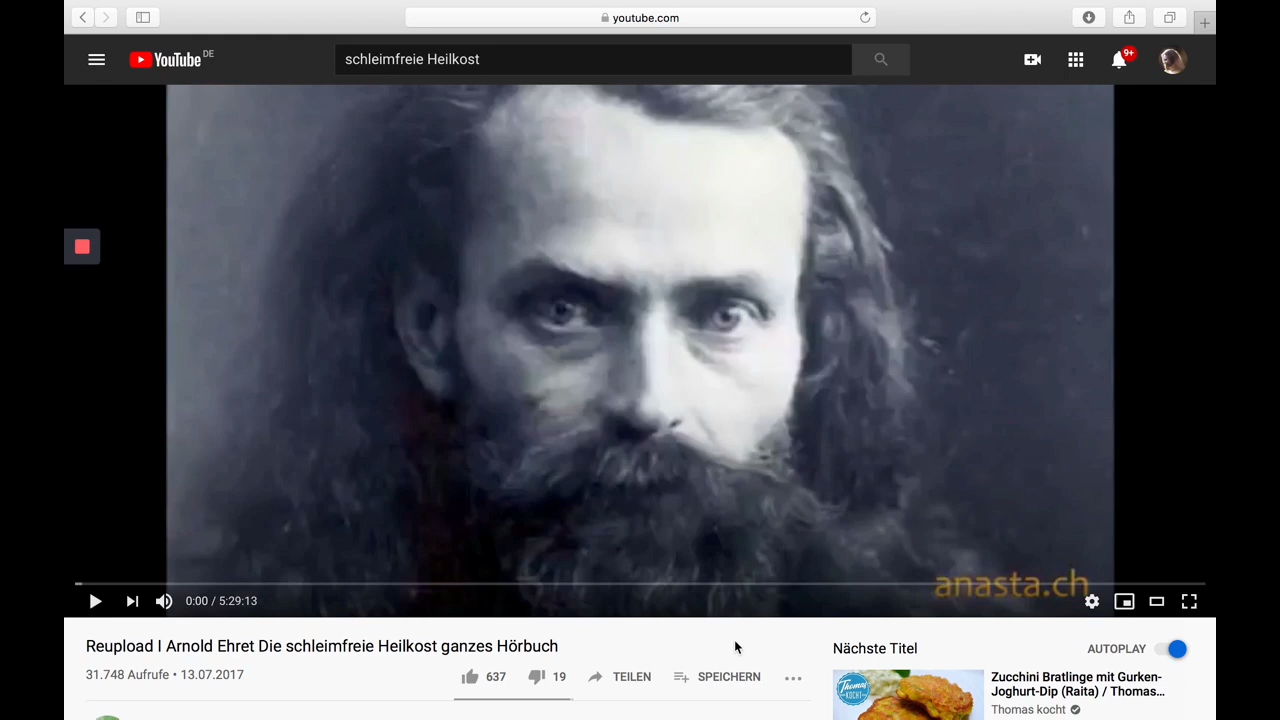 youtube.com
YouTube DE
schleimfreie Heilkost
9+
anasta.ch
0:00 / 5:29:13
Reupload I Arnold Ehret Die schleimfreie Heilkost ganzes Hörbuch
31.748 Aufrufe • 13.07.2017
637
19
TEILEN
SPEICHERN
Nächste Titel
AUTOPLAY
Thomas KOCHT
Zucchini Bratlinge mit Gurken-
Joghurt-Dip (Raita) / Thomas…
Thomas kocht